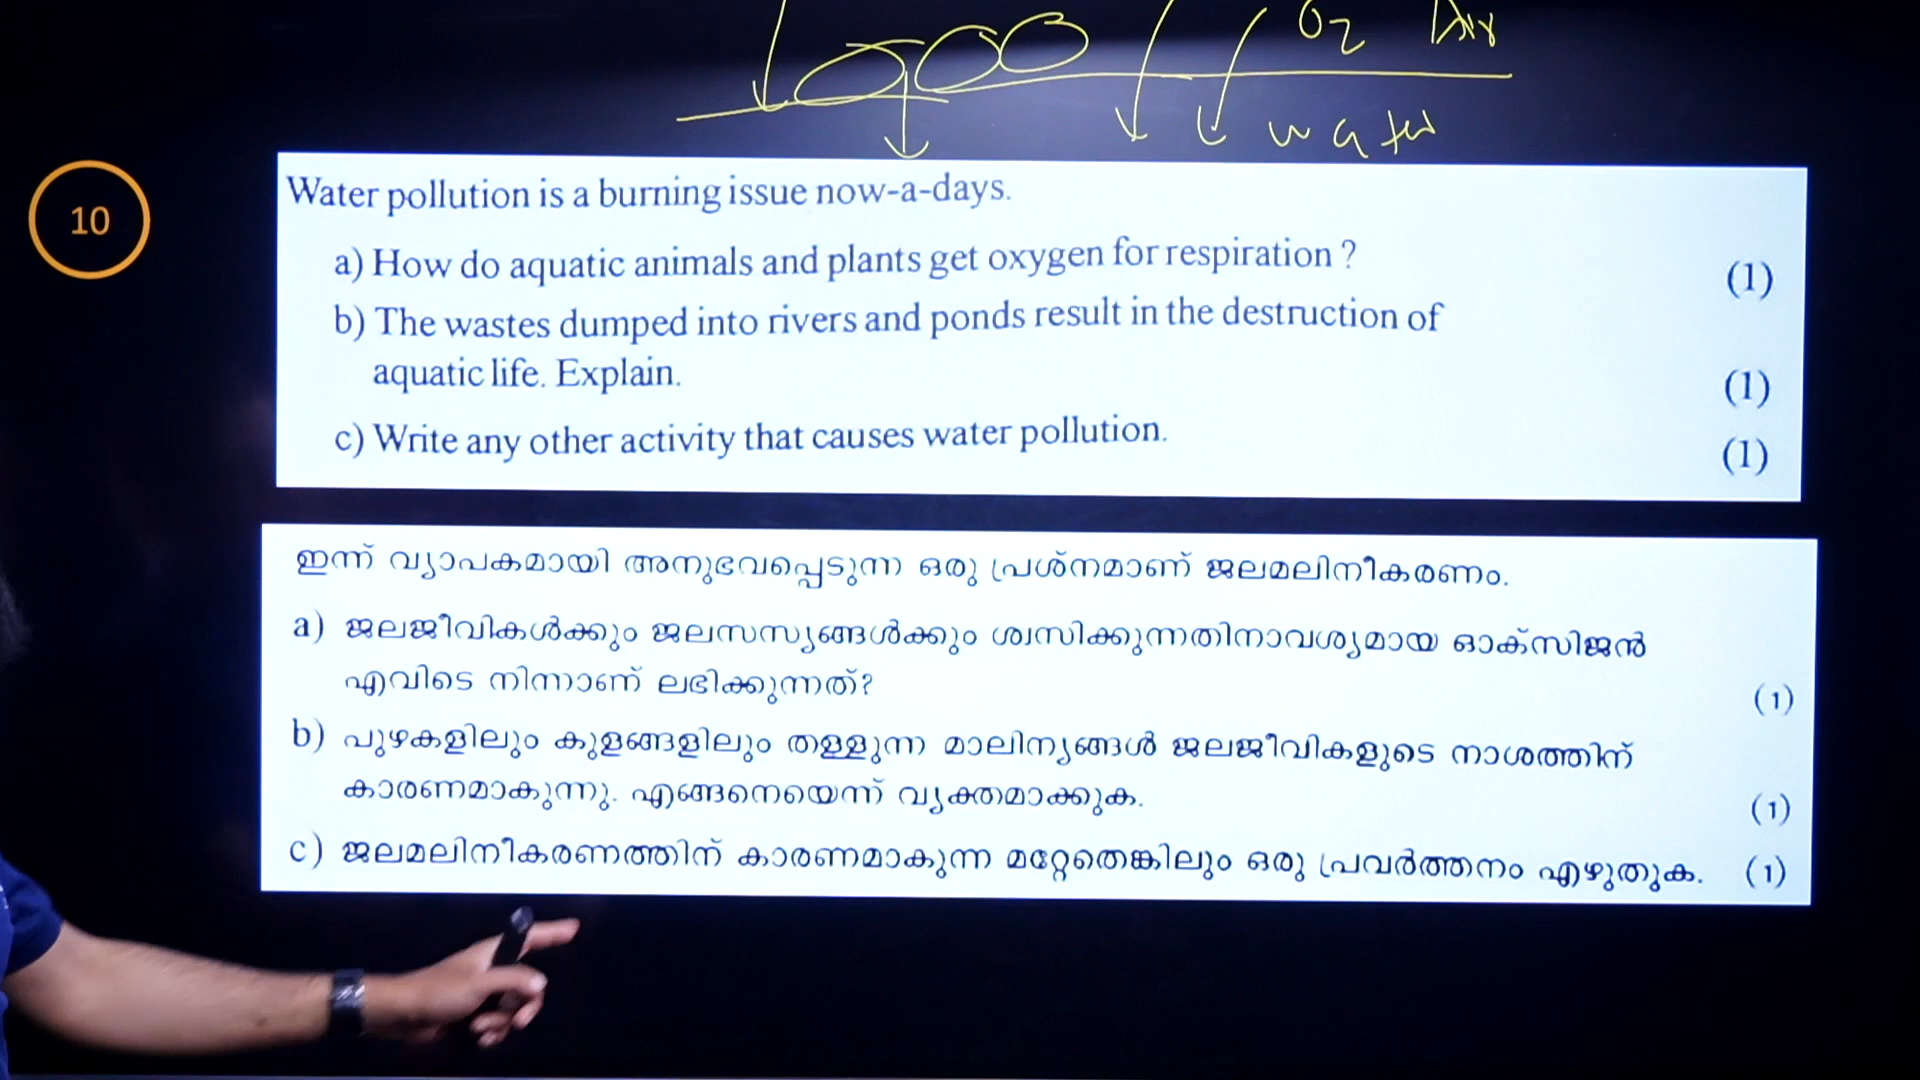 O2 Air
water
10
Water pollution is a burning issue now-a-days.
a) How do aquatic animals and plants get oxygen for respiration ? (1)
b) The wastes dumped into rivers and ponds result in the destruction of
aquatic life. Explain. (1)
c) Write any other activity that causes water pollution. (1)
ഇന്ന് വ്യാപകമായി അനുഭവപ്പെടുന്ന ഒരു പ്രശ്നമാണ് ജലമലിനീകരണം.
a) ജലജീവികൾക്കും ജലസസ്യങ്ങൾക്കും ശ്വസിക്കുന്നതിനാവശ്യമായ ഓക്സിജൻ
എവിടെ നിന്നാണ് ലഭിക്കുന്നത്? (1)
b) പുഴകളിലും കുളങ്ങളിലും തള്ളുന്ന മാലിന്യങ്ങൾ ജലജീവികളുടെ നാശത്തിന്
കാരണമാകുന്നു. എങ്ങനെയെന്ന് വ്യക്തമാക്കുക. (1)
c) ജലമലിനീകരണത്തിന് കാരണമാകുന്ന മറ്റേതെങ്കിലും ഒരു പ്രവർത്തനം എഴുതുക. (1)